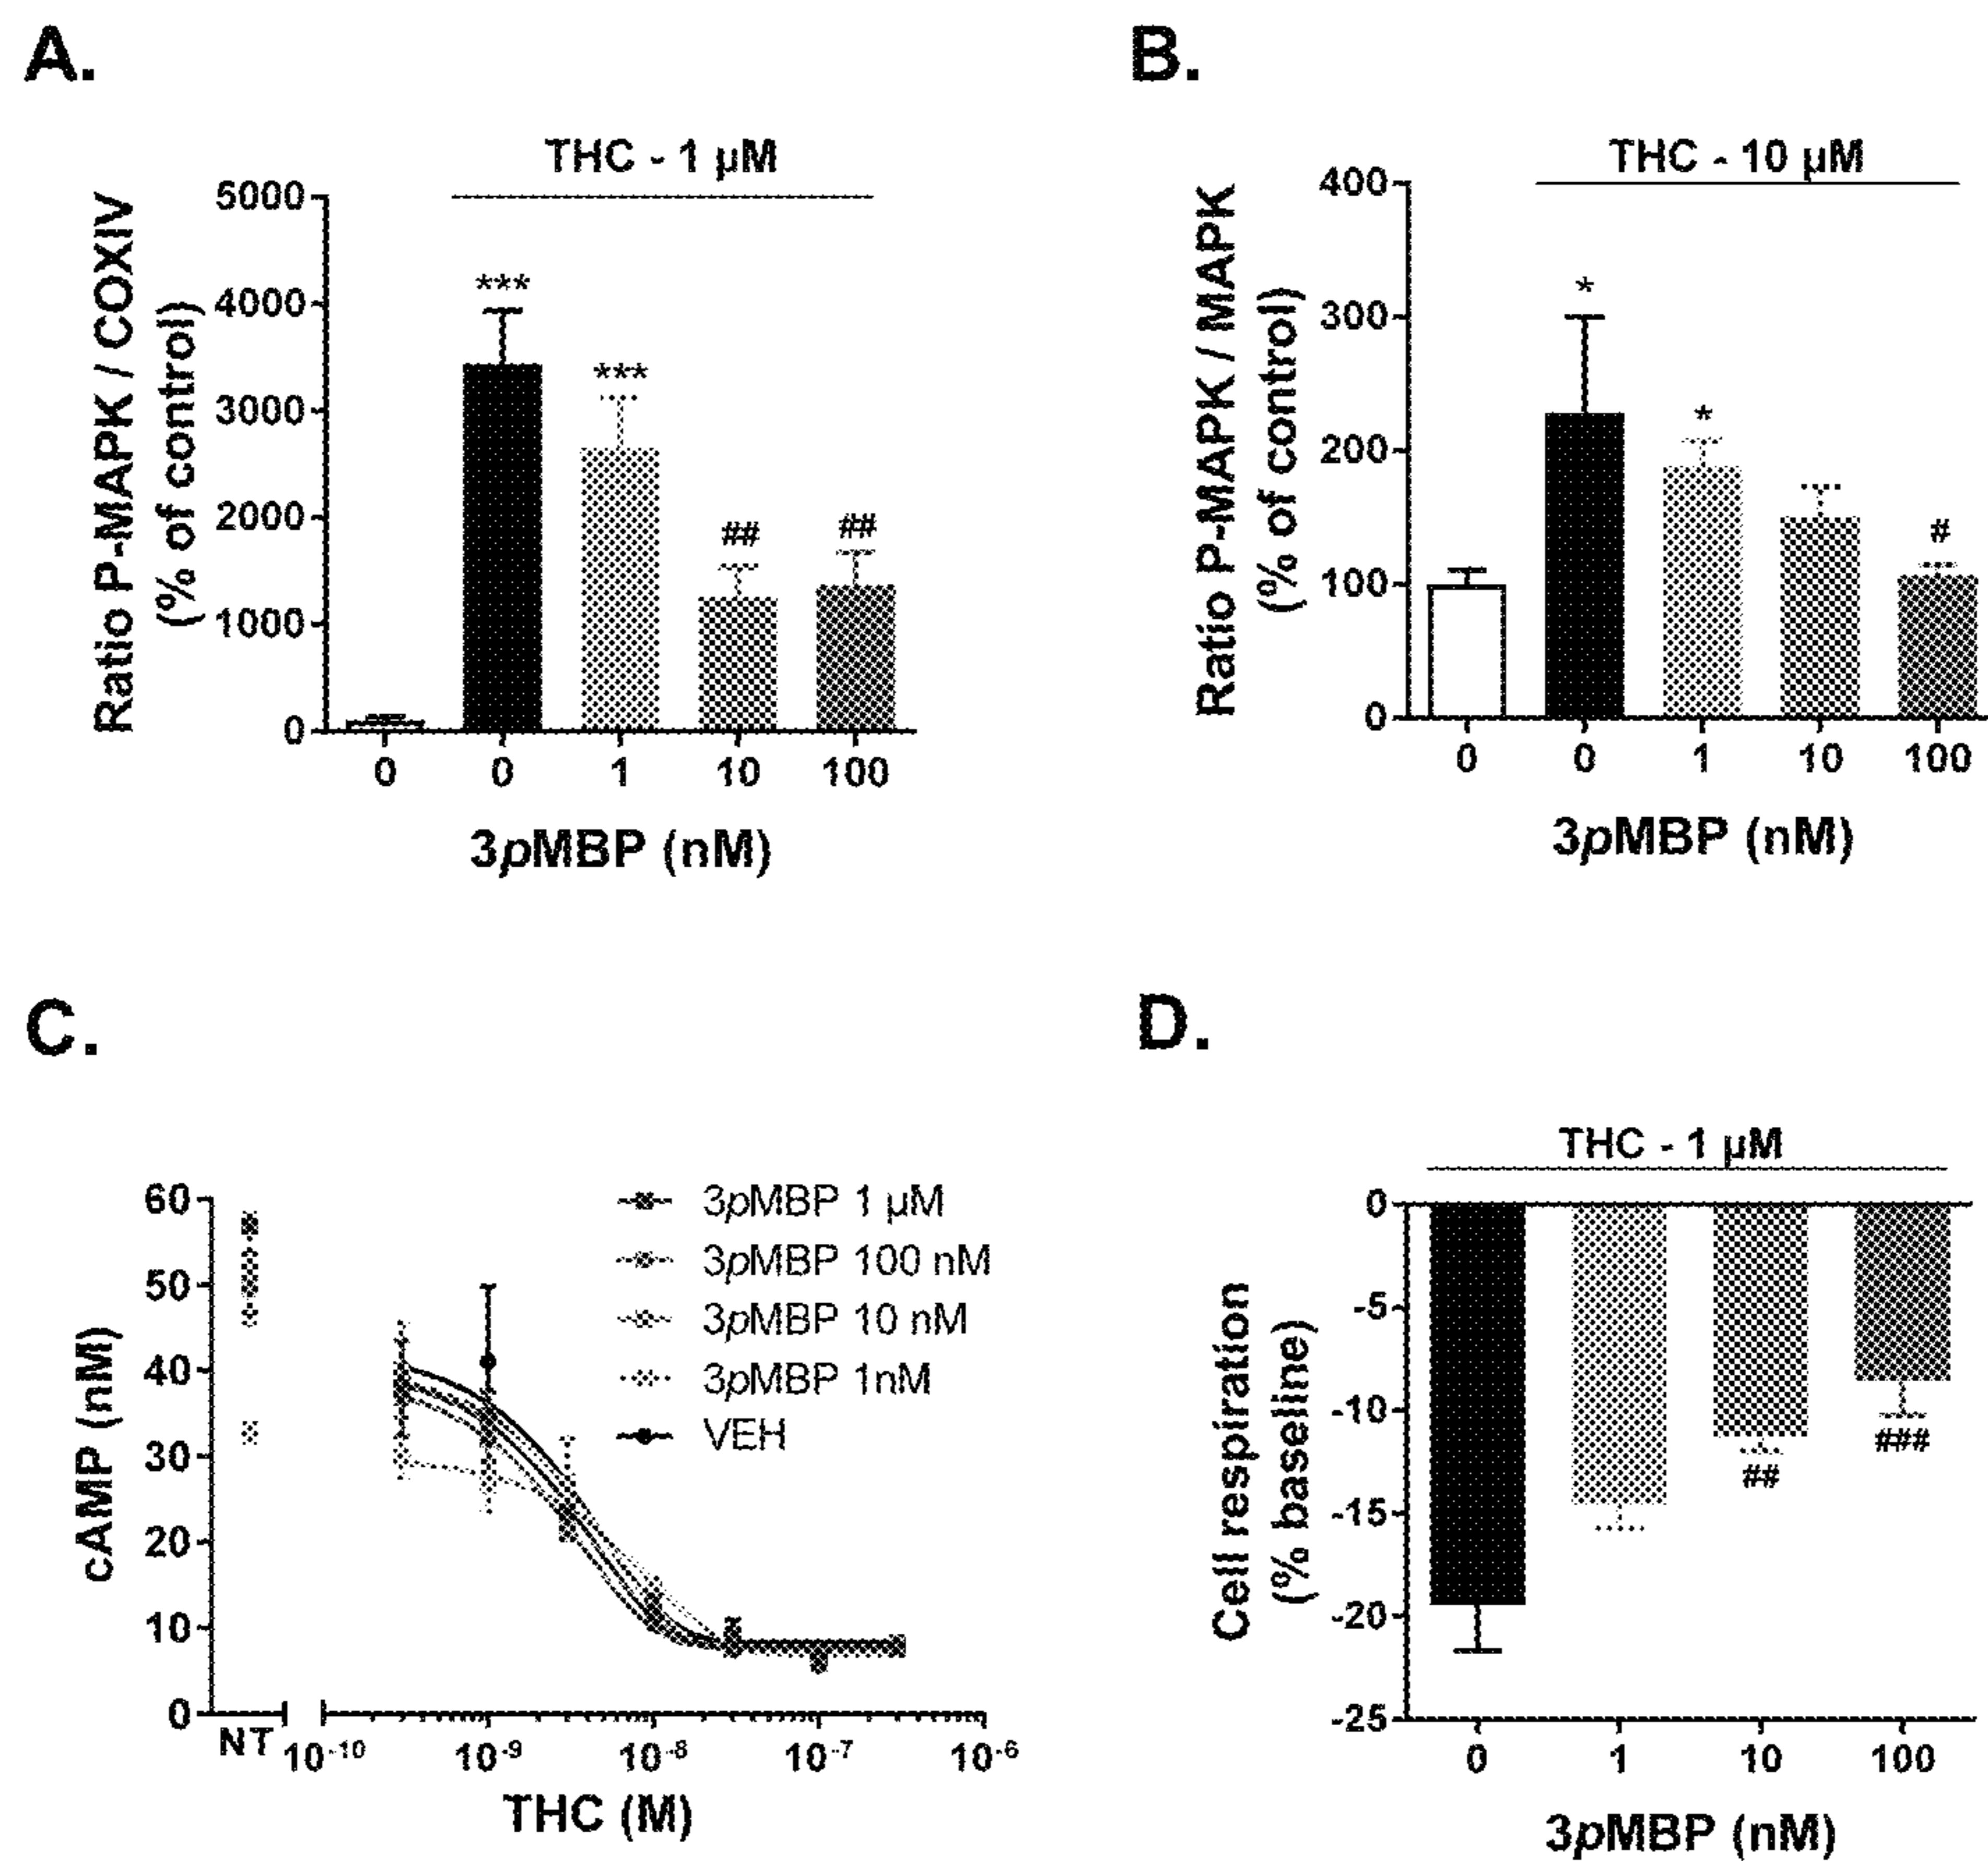 A.
THC - 1 µM
Ratio P-MAPK / COXIV
(% of control)
5000
4000
3000
2000
1000
0
***
***
##
##
0 0 1 10 100
3pMBP (nM)
B.
THC - 10 µM
Ratio P-MAPK / MAPK
(% of control)
400
300
200
100
0
*
*
#
0 0 1 10 100
3pMBP (nM)
C.
cAMP (nM)
60
50
40
30
20
10
0
3pMBP 1 µM
3pMBP 100 nM
3pMBP 10 nM
3pMBP 1nM
VEH
NT 10-10 10-9 10-8 10-7 10-6
THC (M)
D.
THC - 1 µM
Cell respiration
(% baseline)
0
-5
-10
-15
-20
-25
##
###
0 1 10 100
3pMBP (nM)